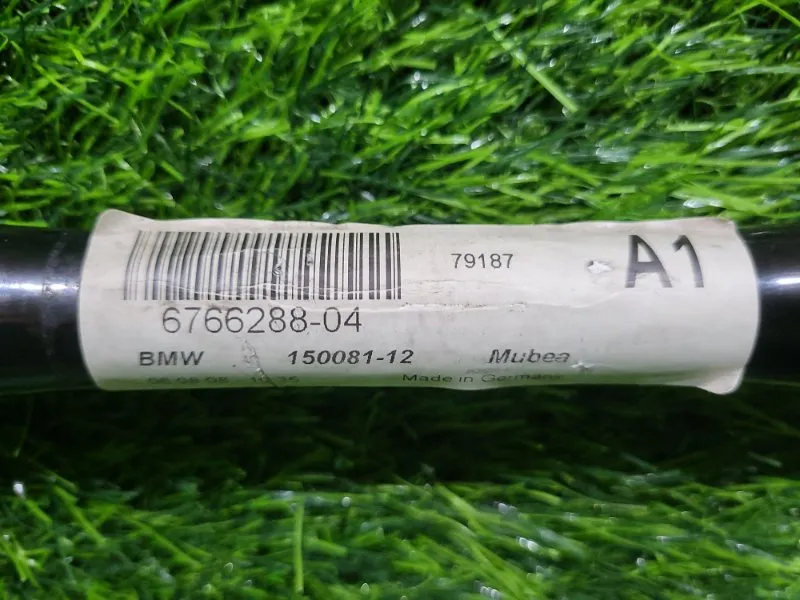 79187
A1
6766288-04
BMW 150081-12 Mubea
Made in Germany